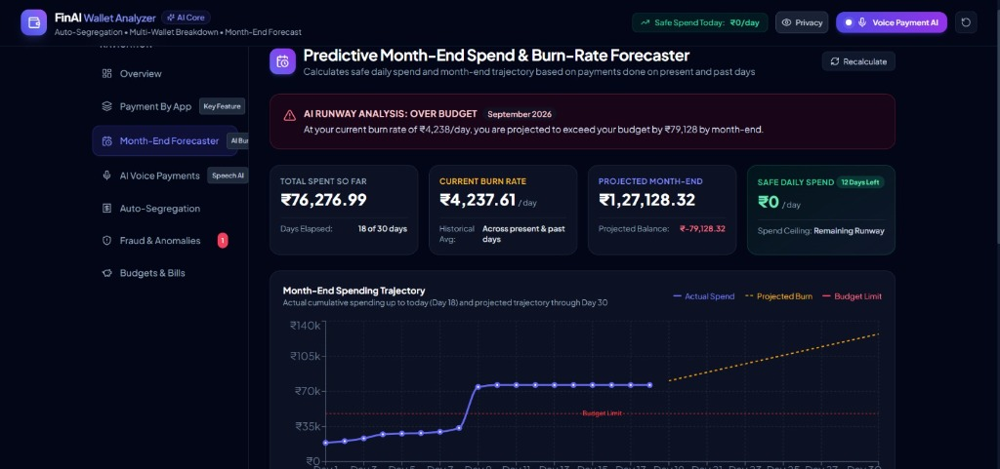 FinAI Wallet Analyzer AI Core
Auto-Segregation • Multi-Wallet Breakdown • Month-End Forecast
Safe Spend Today: ₹0/day
Privacy
Voice Payment AI
Overview
Payment By App Key Feature
Month-End Forecaster
AI Voice Payments Speech AI
Auto-Segregation
Fraud & Anomalies 1
Budgets & Bills
Predictive Month-End Spend & Burn-Rate Forecaster
Calculates safe daily spend and month-end trajectory based on payments done on present and past days
Recalculate
AI RUNWAY ANALYSIS: OVER BUDGET September 2026
At your current burn rate of ₹4,238/day, you are projected to exceed your budget by ₹79,128 by month-end.
TOTAL SPENT SO FAR
₹76,276.99
Days Elapsed: 18 of 30 days
CURRENT BURN RATE
₹4,237.61 / day
Historical Avg: Across present & past days
PROJECTED MONTH-END
₹1,27,128.32
Projected Balance: ₹-79,128.32
SAFE DAILY SPEND 12 Days Left
₹0 / day
Spend Ceiling: Remaining Runway
Month-End Spending Trajectory
Actual cumulative spending up to today (Day 18) and projected trajectory through Day 30
Actual Spend Projected Burn Budget Limit
₹140k
₹105k
₹70k
Budget Limit
₹35k
₹0